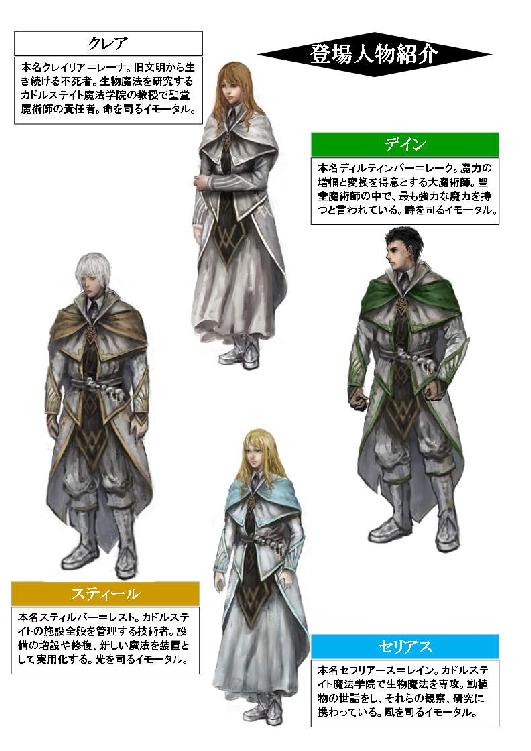 登場人物紹介
クレア
本名クレイリア＝レーナ。旧文明から生
き続ける不死者。生物魔法を研究する
カドルステイト魔法学院の教授で聖堂
魔術師の責任者。命を司るイモータル。
デイン
本名ディルティンバー＝レーク。魔力の
増幅と変換を得意とする大魔術師。聖
堂魔術師の中で、最も強力な魔力を持
つと言われている。時を司るイモータル。
スティール
本名スティルバー＝レスト。カドルステ
イトの施設全般を管理する技術者。設
備の増設や修復、新しい魔法を装置と
して実用化する。光を司るイモータル。
セリアス
本名セフリアース＝レイン。カドルステ
イト魔法学院で生物魔法を専攻。動植
物の世話をし、それらの観察、研究に
携わっている。風を司るイモータル。